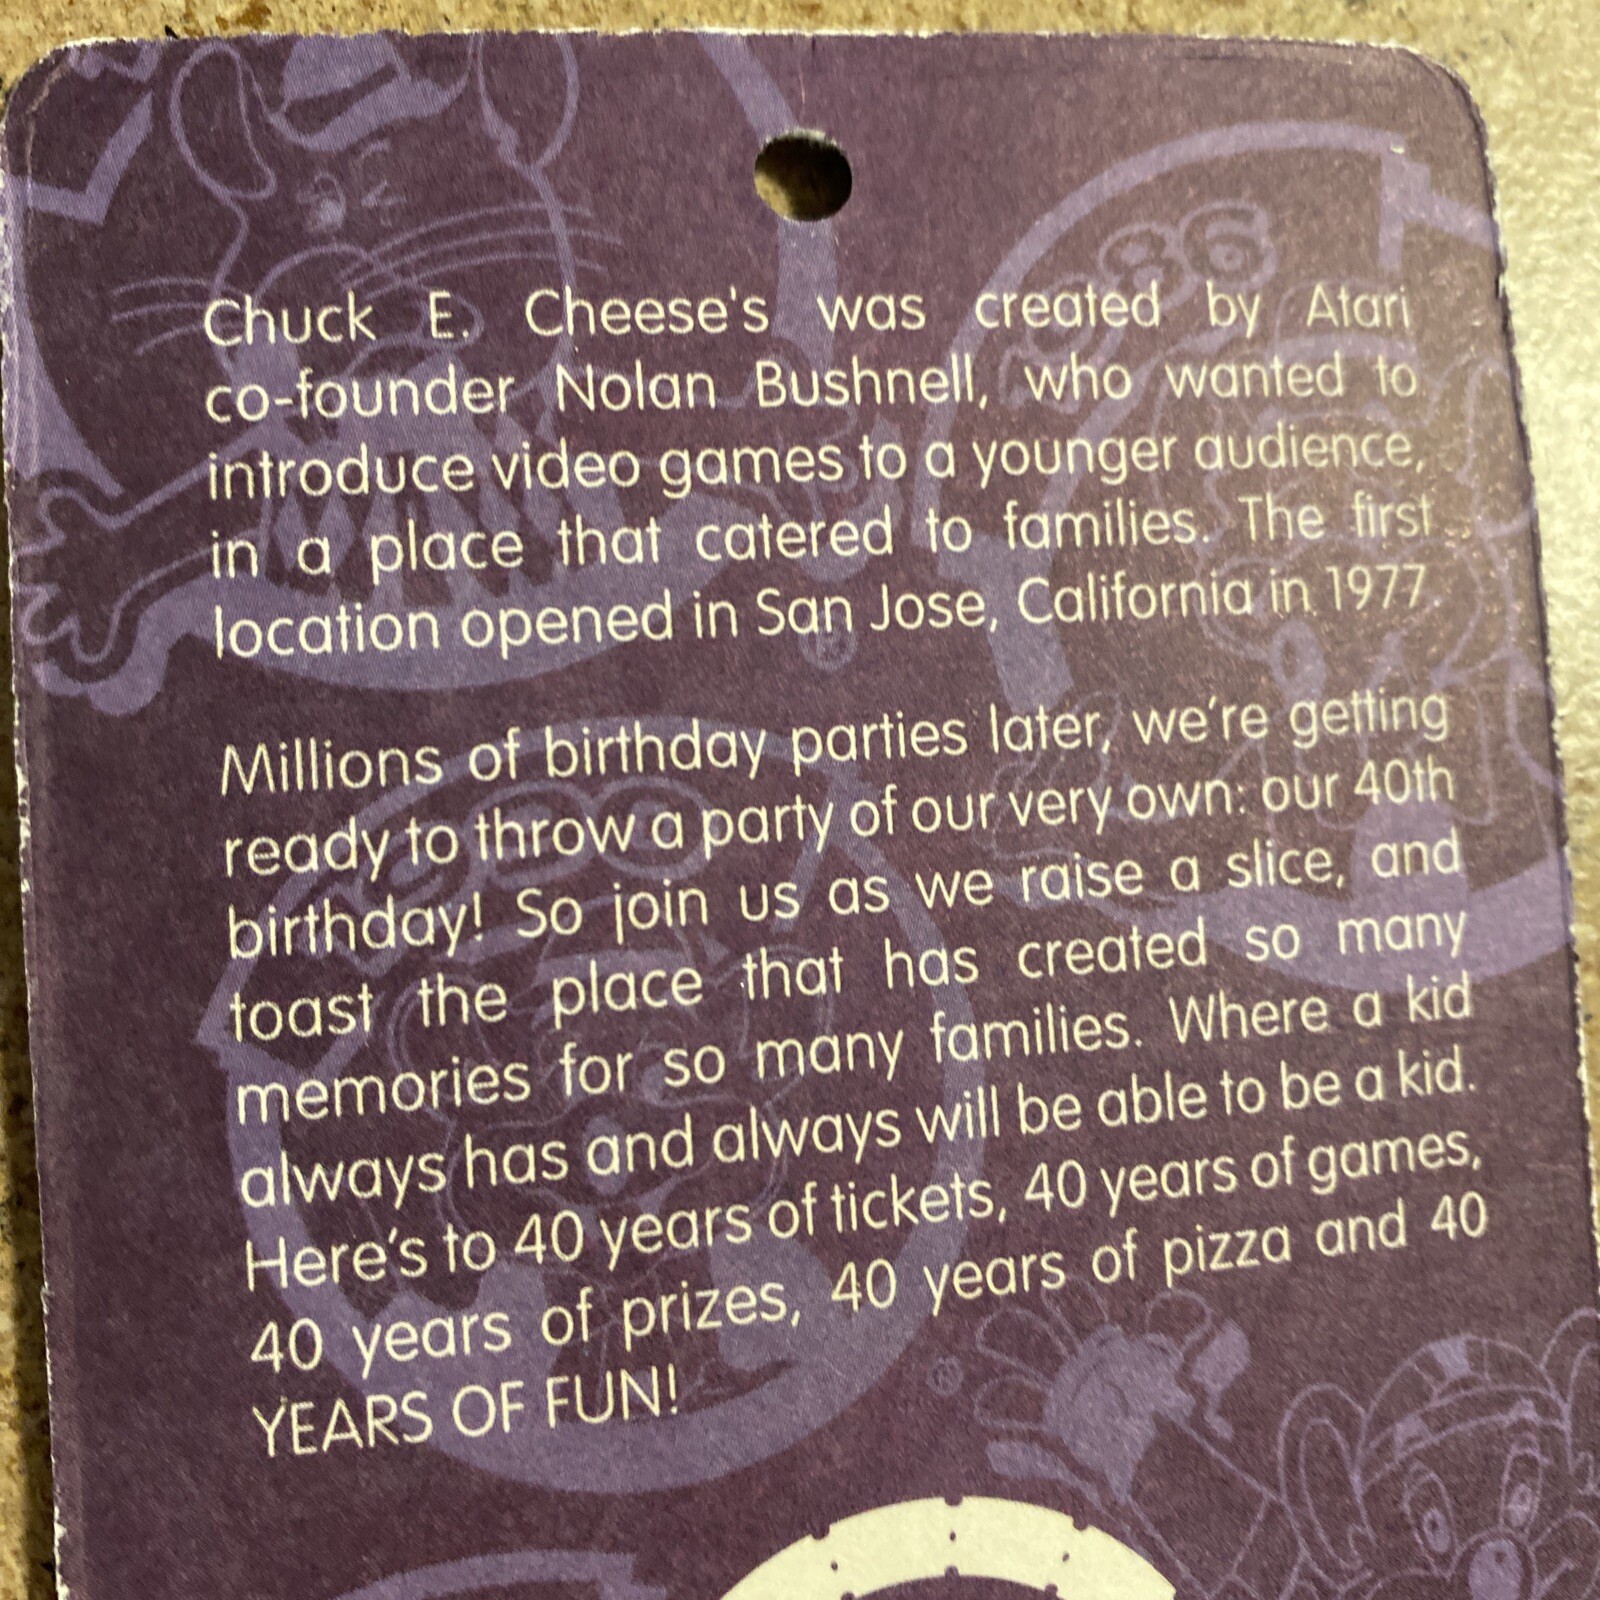 Chuck E. Cheese's was created by Atari
co-founder Nolan Bushnell, who wanted to
introduce video games to a younger audience,
in a place that catered to families. The first
location opened in San Jose, California in 1977
Millions of birthday parties later, we're getting
ready to throw a party of our very own: our 40th
birthday! So join us as we raise a slice, and
toast the place that has created so many
memories for so many families. Where a kid
always has and always will be able to be a kid.
Here's to 40 years of tickets, 40 years of games,
40 years of prizes, 40 years of pizza and 40
YEARS OF FUN!